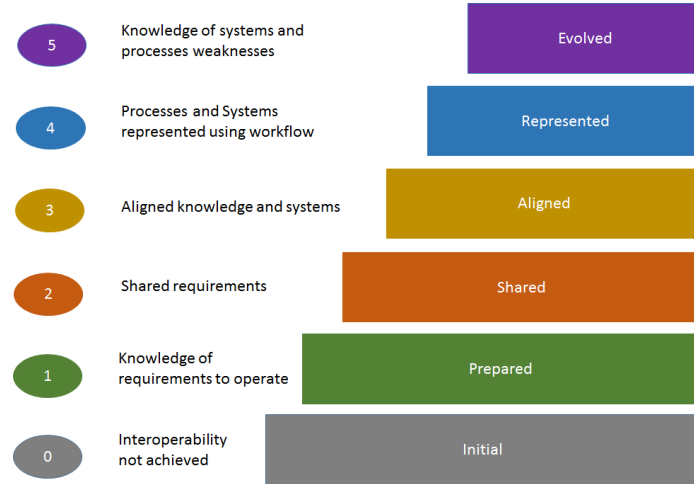 5
Knowledge of systems and
processes weaknesses
Evolved
4
Processes and Systems
represented using workflow
Represented
3
Aligned knowledge and systems
Aligned
2
Shared requirements
Shared
1
Knowledge of
requirements to operate
Prepared
0
Interoperability
not achieved
Initial